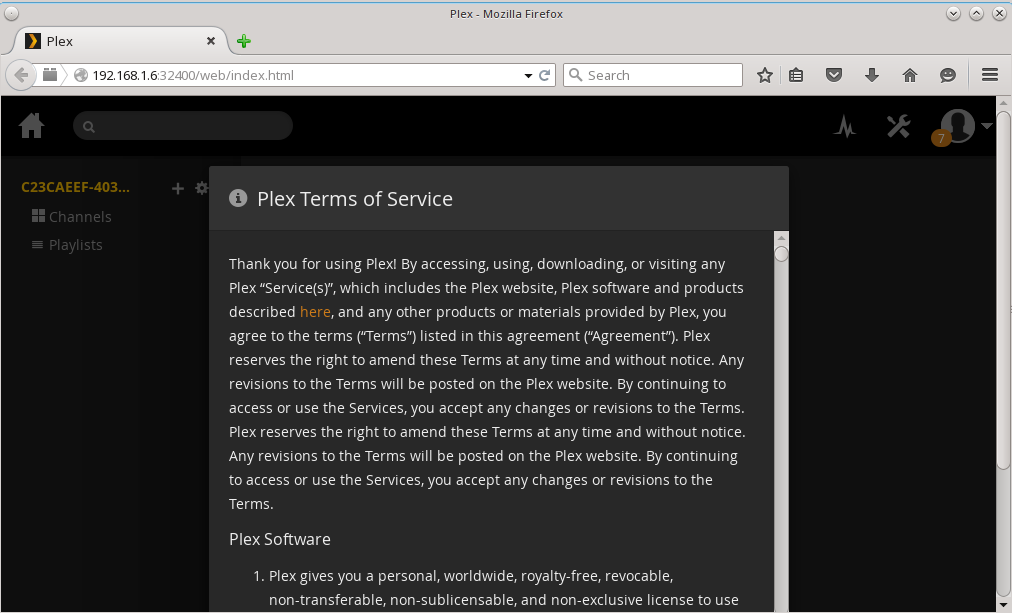 Plex - Mozilla Firefox
Plex
192.168.1.6:32400/web/index.html
Search
7
C23CAEEF-403...
Channels
Playlists
Plex Terms of Service
Thank you for using Plex! By accessing, using, downloading, or visiting any
Plex “Service(s)”, which includes the Plex website, Plex software and products
described here, and any other products or materials provided by Plex, you
agree to the terms (“Terms”) listed in this agreement (“Agreement”). Plex
reserves the right to amend these Terms at any time and without notice. Any
revisions to the Terms will be posted on the Plex website. By continuing to
access or use the Services, you accept any changes or revisions to the Terms.
Plex reserves the right to amend these Terms at any time and without notice.
Any revisions to the Terms will be posted on the Plex website. By continuing
to access or use the Services, you accept any changes or revisions to the
Terms.
Plex Software
1. Plex gives you a personal, worldwide, royalty-free, revocable,
non-transferable, non-sublicensable, and non-exclusive license to use